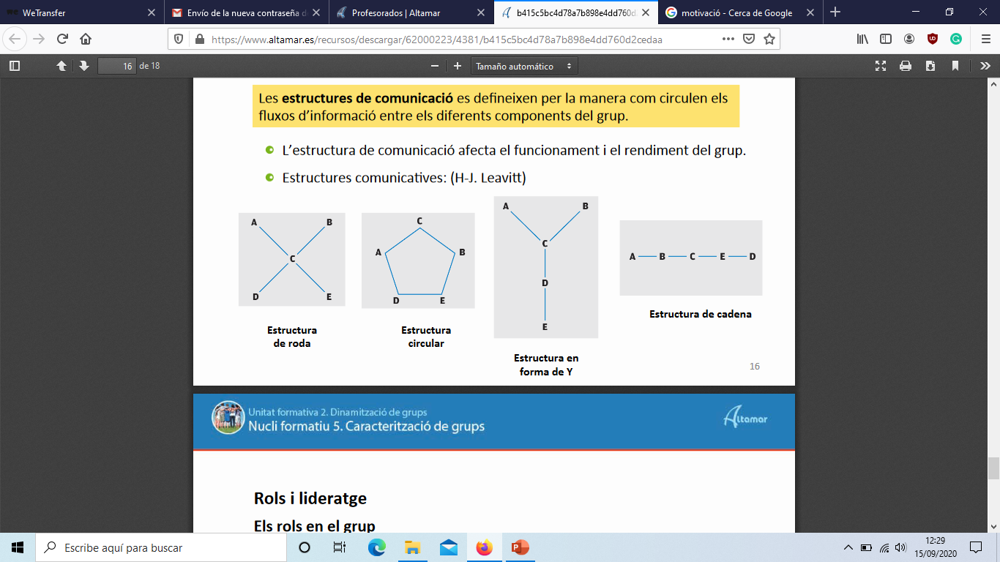 WeTransfer
Envío de la nueva contraseña d
Profesorados | Altamar
b415c5bc4d78a7b898e4dd760d
motivació - Cerca de Google
https://www.altamar.es/recursos/descargar/62000223/4381/b415c5bc4d78a7b898e4dd760d2cedaa
16 de 18
Tamaño automático
Les estructures de comunicació es defineixen per la manera com circulen els
fluxos d'informació entre els diferents components del grup.
L'estructura de comunicació afecta el funcionament i el rendiment del grup.
Estructures comunicatives: (H-J. Leavitt)
A B
C
D E
Estructura
de roda
C
A B
D E
Estructura
circular
A B
C
D
E
Estructura en
forma de Y
A B C E D
Estructura de cadena
16
Unitat formativa 2. Dinamització de grups
Nucli formatiu 5. Caracterització de grups
Altamar
Rols i lideratge
Els rols en el grup
Escribe aquí para buscar
12:29
15/09/2020